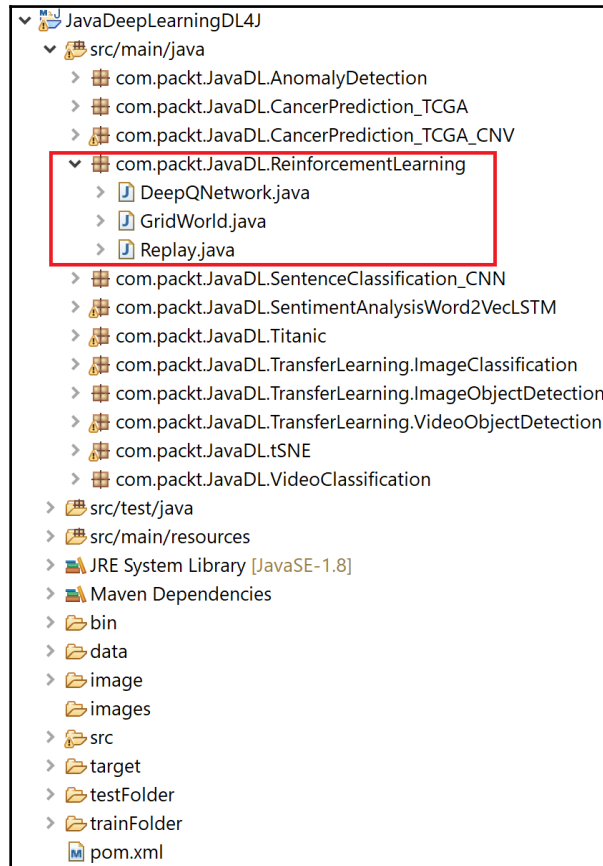 JavaDeepLearningDL4J
src/main/java
com.packt.JavaDL.AnomalyDetection
com.packt.JavaDL.CancerPrediction_TCGA
com.packt.JavaDL.CancerPrediction_TCGA_CNV
com.packt.JavaDL.ReinforcementLearning
DeepQNetwork.java
GridWorld.java
Replay.java
com.packt.JavaDL.SentenceClassification_CNN
com.packt.JavaDL.SentimentAnalysisWord2VecLSTM
com.packt.JavaDL.Titanic
com.packt.JavaDL.TransferLearning.ImageClassification
com.packt.JavaDL.TransferLearning.ImageObjectDetection
com.packt.JavaDL.TransferLearning.VideoObjectDetection
com.packt.JavaDL.tSNE
com.packt.JavaDL.VideoClassification
src/test/java
src/main/resources
JRE System Library [JavaSE-1.8]
Maven Dependencies
bin
data
image
images
src
target
testFolder
trainFolder
pom.xml